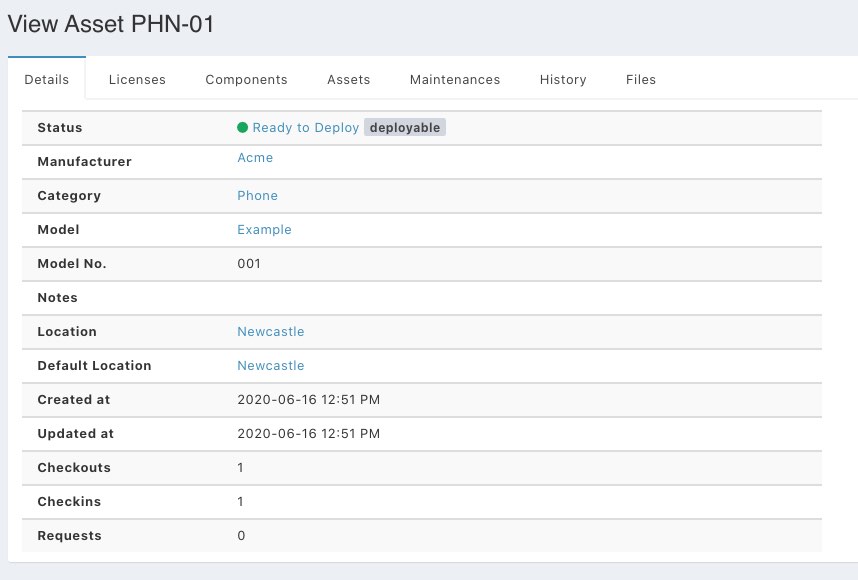 View Asset PHN-01
Details Licenses Components Assets Maintenances History Files
Status Ready to Deploy deployable
Manufacturer Acme
Category Phone
Model Example
Model No. 001
Notes
Location Newcastle
Default Location Newcastle
Created at 2020-06-16 12:51 PM
Updated at 2020-06-16 12:51 PM
Checkouts 1
Checkins 1
Requests 0